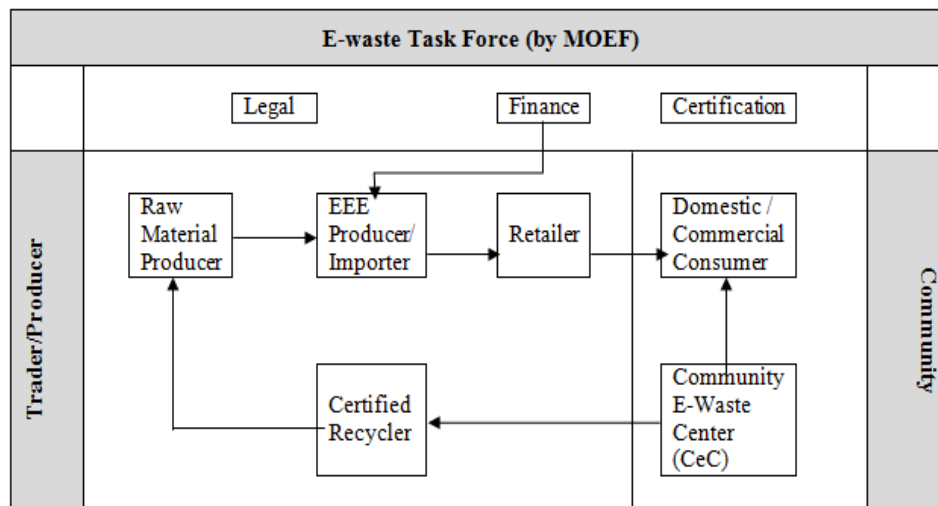 E-waste Task Force (by MOEF)
Legal
Finance
Certification
Trader/Producer
Raw
Material
Producer
EEE
Producer/
Importer
Retailer
Domestic /
Commercial
Consumer
Community
Certified
Recycler
Community
E-Waste
Center
(CeC)